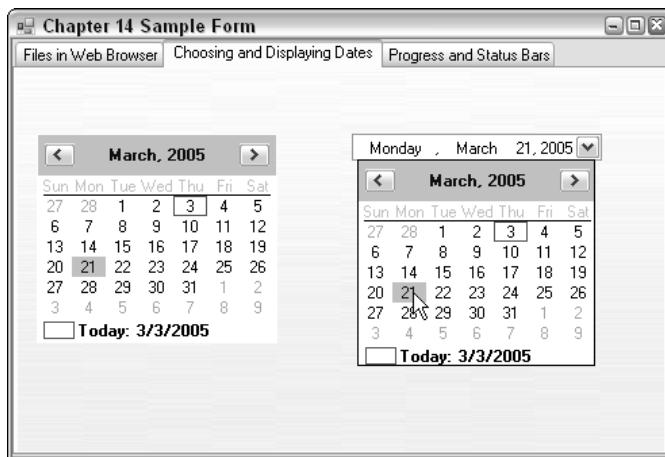 Chapter 14 Sample Form
Files in Web Browser
Choosing and Displaying Dates
Progress and Status Bars
March, 2005
Sun Mon Tue Wed Thu Fri Sat
27 28 1 2 3 4 5
6 7 8 9 10 11 12
13 14 15 16 17 18 19
20 21 22 23 24 25 26
27 28 29 30 31 1 2
3 4 5 6 7 8 9
Today: 3/3/2005
Monday , March 21, 2005
March, 2005
Sun Mon Tue Wed Thu Fri Sat
27 28 1 2 3 4 5
6 7 8 9 10 11 12
13 14 15 16 17 18 19
20 21 22 23 24 25 26
27 28 29 30 31 1 2
3 4 5 6 7 8 9
Today: 3/3/2005